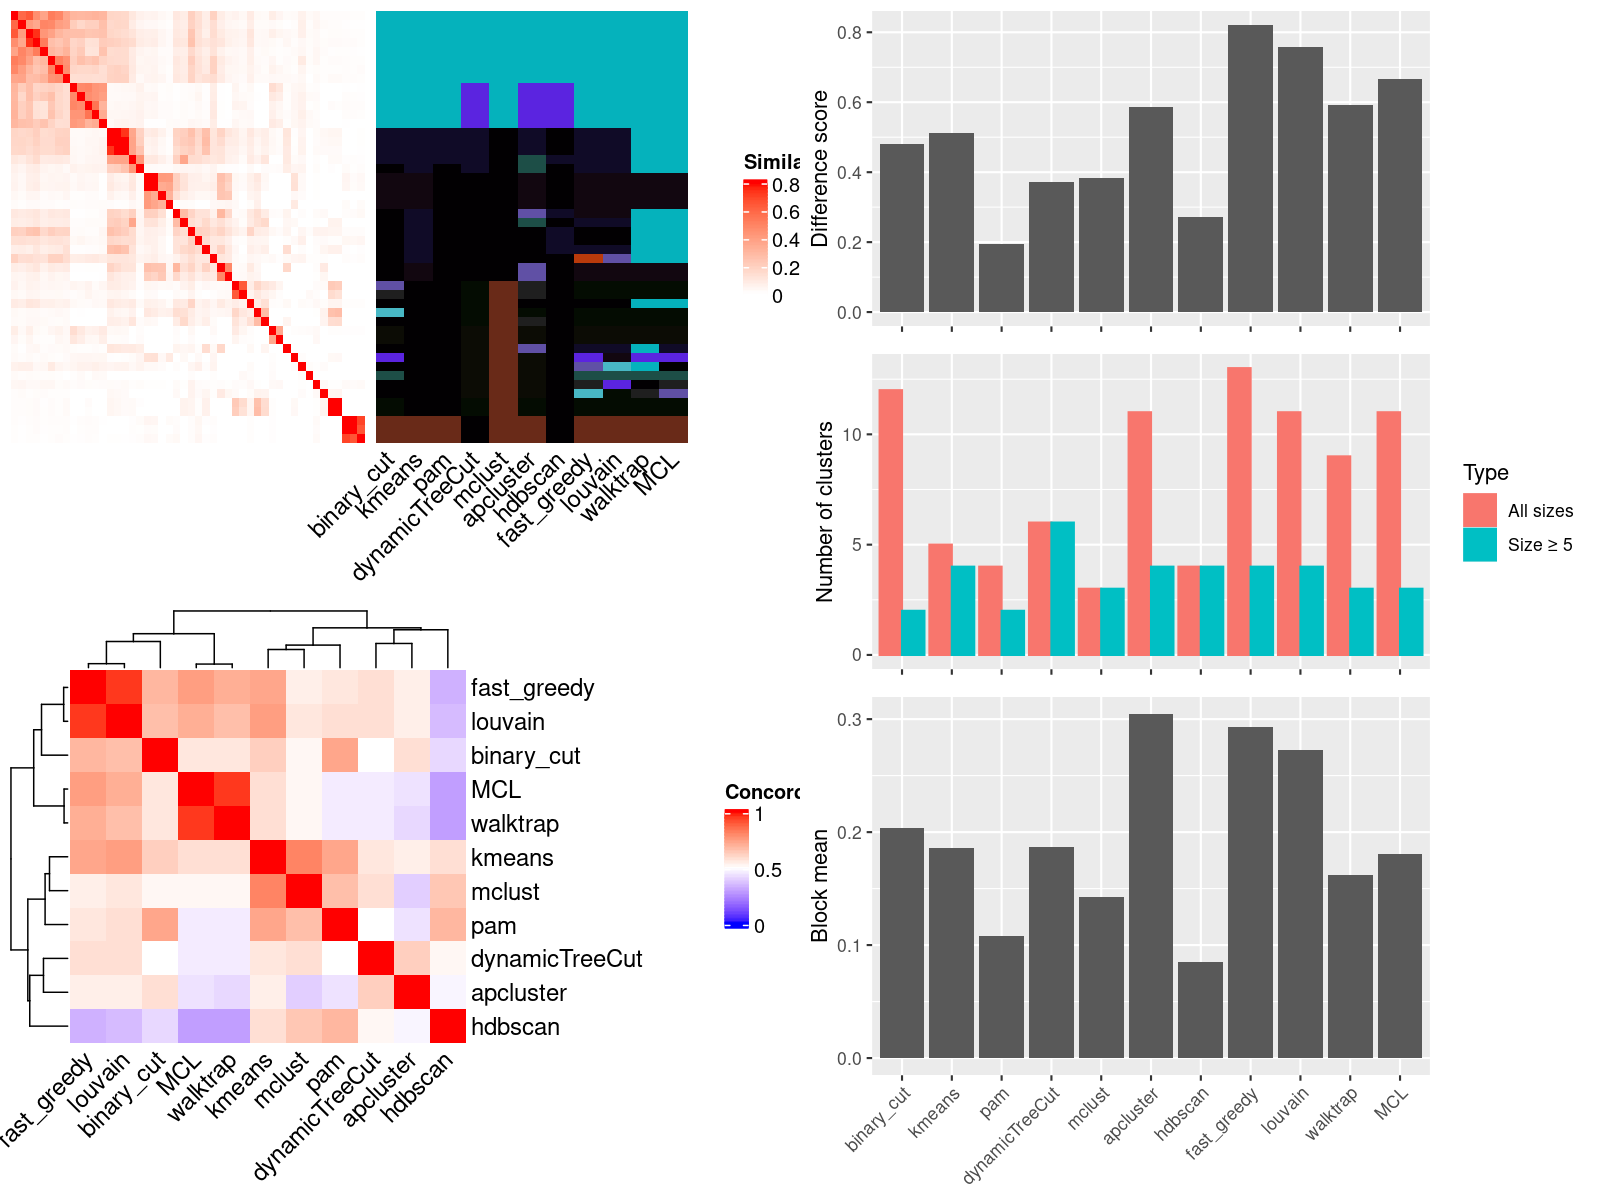 Simila
0.8
0.6
0.4
0.2
0
binary_cut
kmeans
pam
dynamicTreeCut
mclust
apcluster
hdbscan
fast_greedy
louvain
walktrap
MCL
Difference score
0.8
0.6
0.4
0.2
0.0
Number of clusters
10
5
0
Type
All sizes
Size ≥ 5
fast_greedy
louvain
binary_cut
MCL
walktrap
kmeans
mclust
pam
dynamicTreeCut
apcluster
hdbscan
fast_greedy
louvain
binary_cut
MCL
walktrap
kmeans
mclust
pam
dynamicTreeCut
apcluster
hdbscan
Concord
1
0.5
0
Block mean
0.3
0.2
0.1
0.0
binary_cut
kmeans
pam
dynamicTreeCut
mclust
apcluster
hdbscan
fast_greedy
louvain
walktrap
MCL